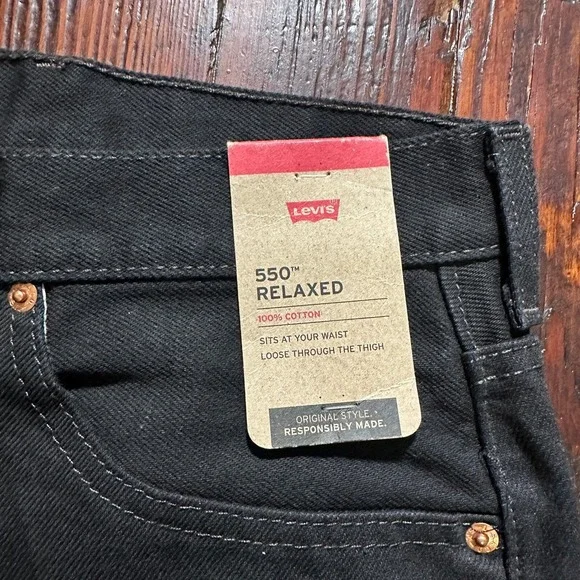 Levi's
550™
RELAXED
100% COTTON
SITS AT YOUR WAIST
LOOSE THROUGH THE THIGH
ORIGINAL STYLE.
RESPONSIBLY MADE.